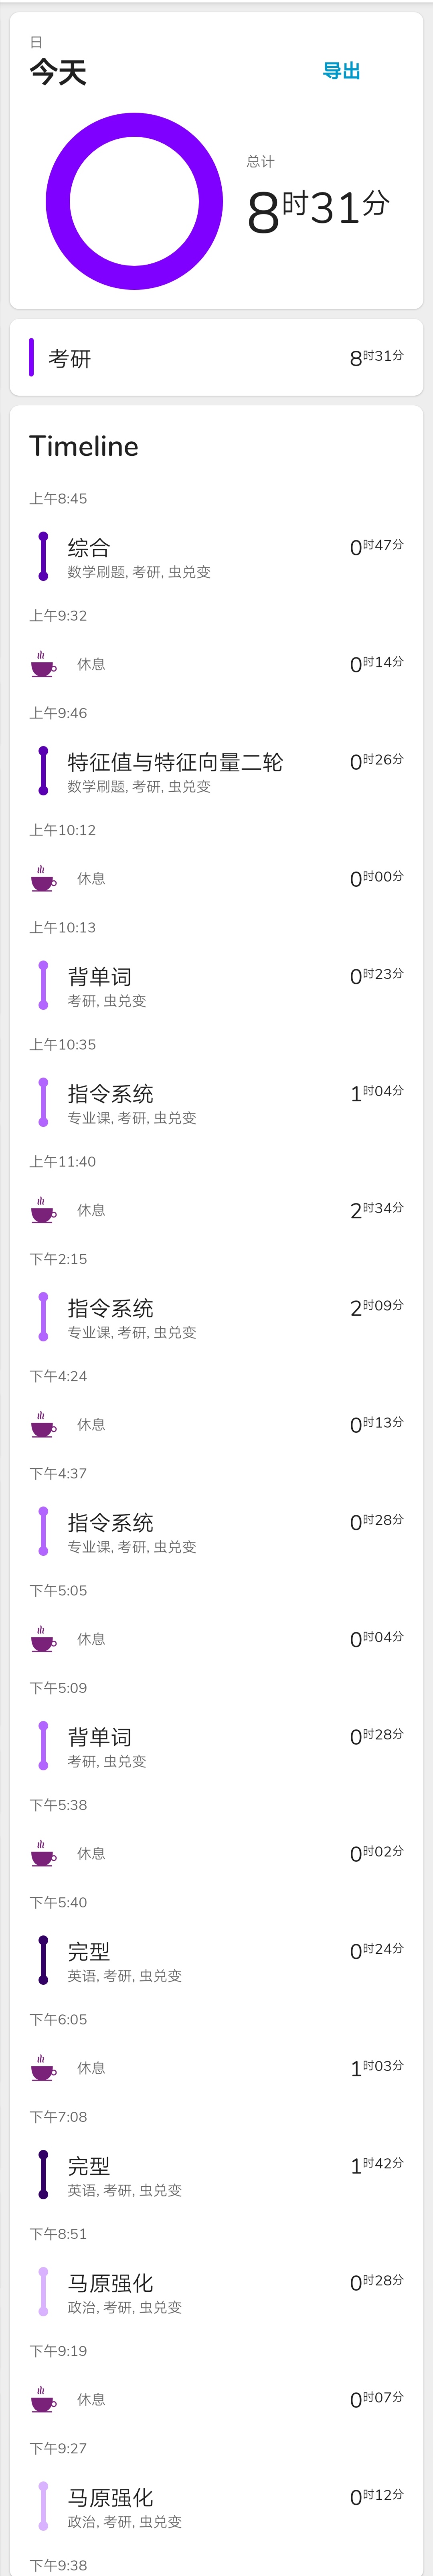 日
今天
导出
总计
8时31分
考研
8时31分
Timeline
上午8:45
综合
0时47分
数学刷题, 考研, 虫兑变
上午9:32
休息
0时14分
上午9:46
特征值与特征向量二轮
0时26分
数学刷题, 考研, 虫兑变
上午10:12
休息
0时00分
上午10:13
背单词
0时23分
考研, 虫兑变
上午10:35
指令系统
1时04分
专业课, 考研, 虫兑变
上午11:40
休息
2时34分
下午2:15
指令系统
2时09分
专业课, 考研, 虫兑变
下午4:24
休息
0时13分
下午4:37
指令系统
0时28分
专业课, 考研, 虫兑变
下午5:05
休息
0时04分
下午5:09
背单词
0时28分
考研, 虫兑变
下午5:38
休息
0时02分
下午5:40
完型
0时24分
英语, 考研, 虫兑变
下午6:05
休息
1时03分
下午7:08
完型
1时42分
英语, 考研, 虫兑变
下午8:51
马原强化
0时28分
政治, 考研, 虫兑变
下午9:19
休息
0时07分
下午9:27
马原强化
0时12分
政治, 考研, 虫兑变
下午9:38